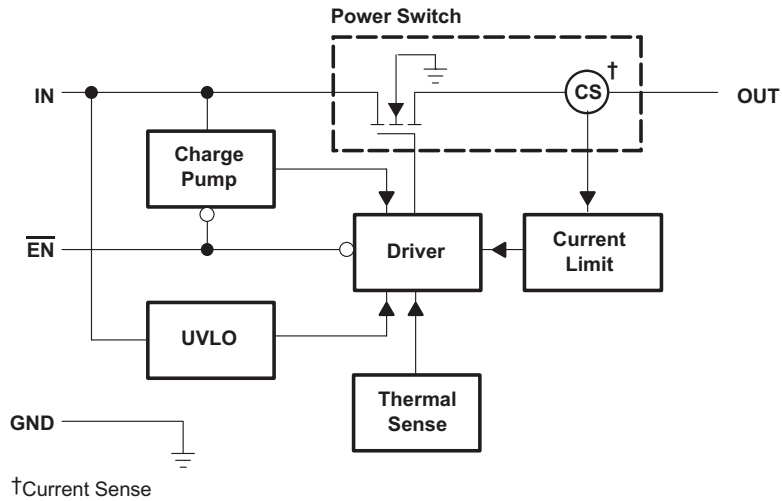 Power Switch
†
IN
CS
OUT
Charge
Pump
EN
Driver
Current
Limit
UVLO
Thermal
Sense
GND
†Current Sense